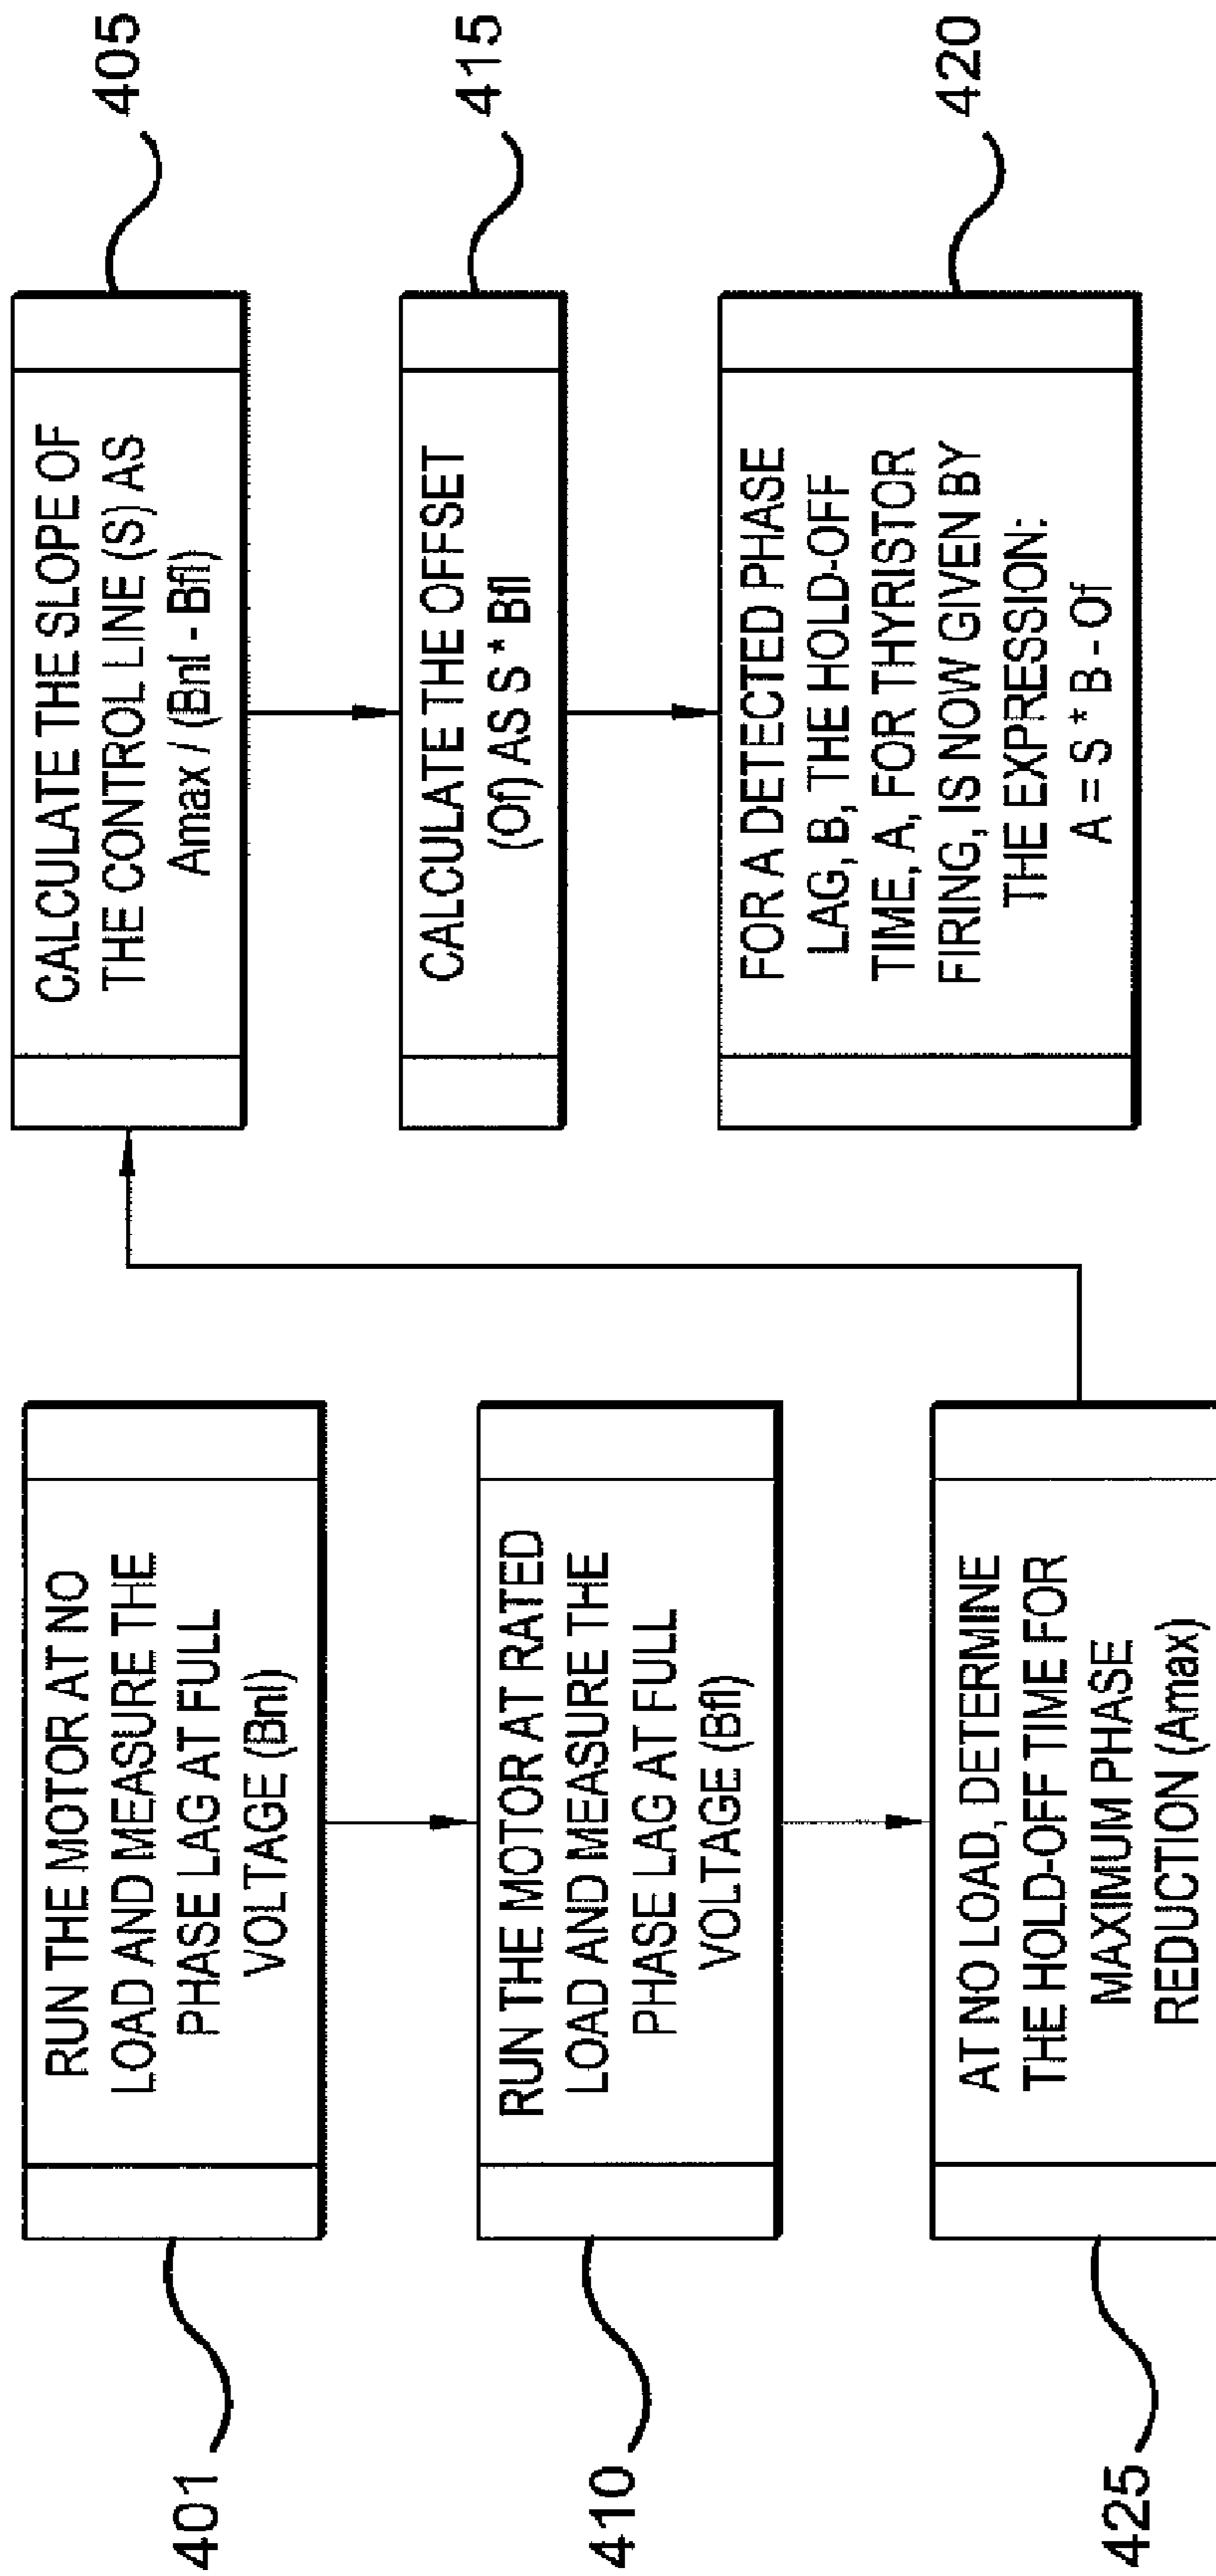 401
RUN THE MOTOR AT NO
LOAD AND MEASURE THE
PHASE LAG AT FULL
VOLTAGE (Bnl)
410
RUN THE MOTOR AT RATED
LOAD AND MEASURE THE
PHASE LAG AT FULL
VOLTAGE (Bfl)
425
AT NO LOAD, DETERMINE
THE HOLD-OFF TIME FOR
MAXIMUM PHASE
REDUCTION (Amax)
CALCULATE THE SLOPE OF
THE CONTROL LINE (S) AS
Amax / (Bnl - Bfl)
405
CALCULATE THE OFFSET
(Of) AS S * Bfl
415
FOR A DETECTED PHASE
LAG, B, THE HOLD-OFF
TIME, A, FOR THYRISTOR
FIRING, IS NOW GIVEN BY
THE EXPRESSION:
A = S * B - Of
420